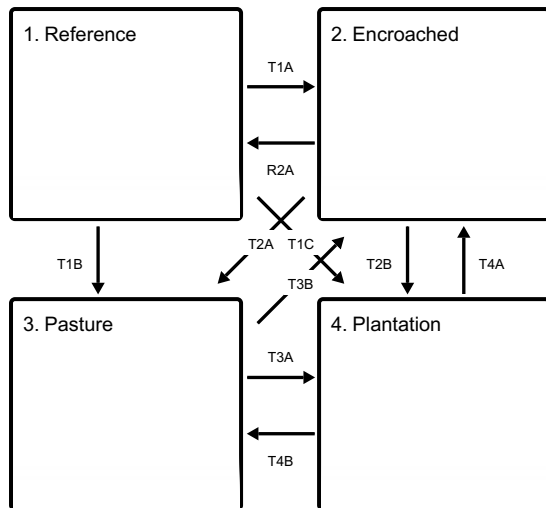 1. Reference
2. Encroached
T1A
R2A
T2A
T1C
T1B
T3B
T2B
T4A
3. Pasture
4. Plantation
T3A
T4B